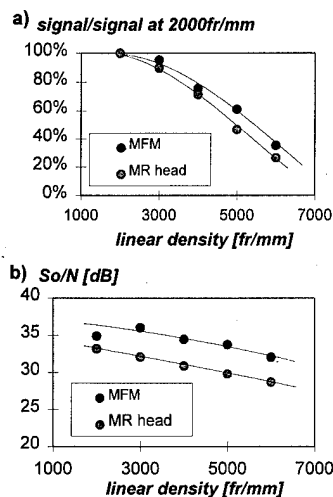 a) signal/signal at 2000fr/mm
100%
80%
60%
40%
20%
0%
MFM
MR head
1000 3000 5000 7000
linear density [fr/mm]
b) So/N [dB]
40
35
30
25
20
MFM
MR head
1000 3000 5000 7000
linear density [fr/mm]